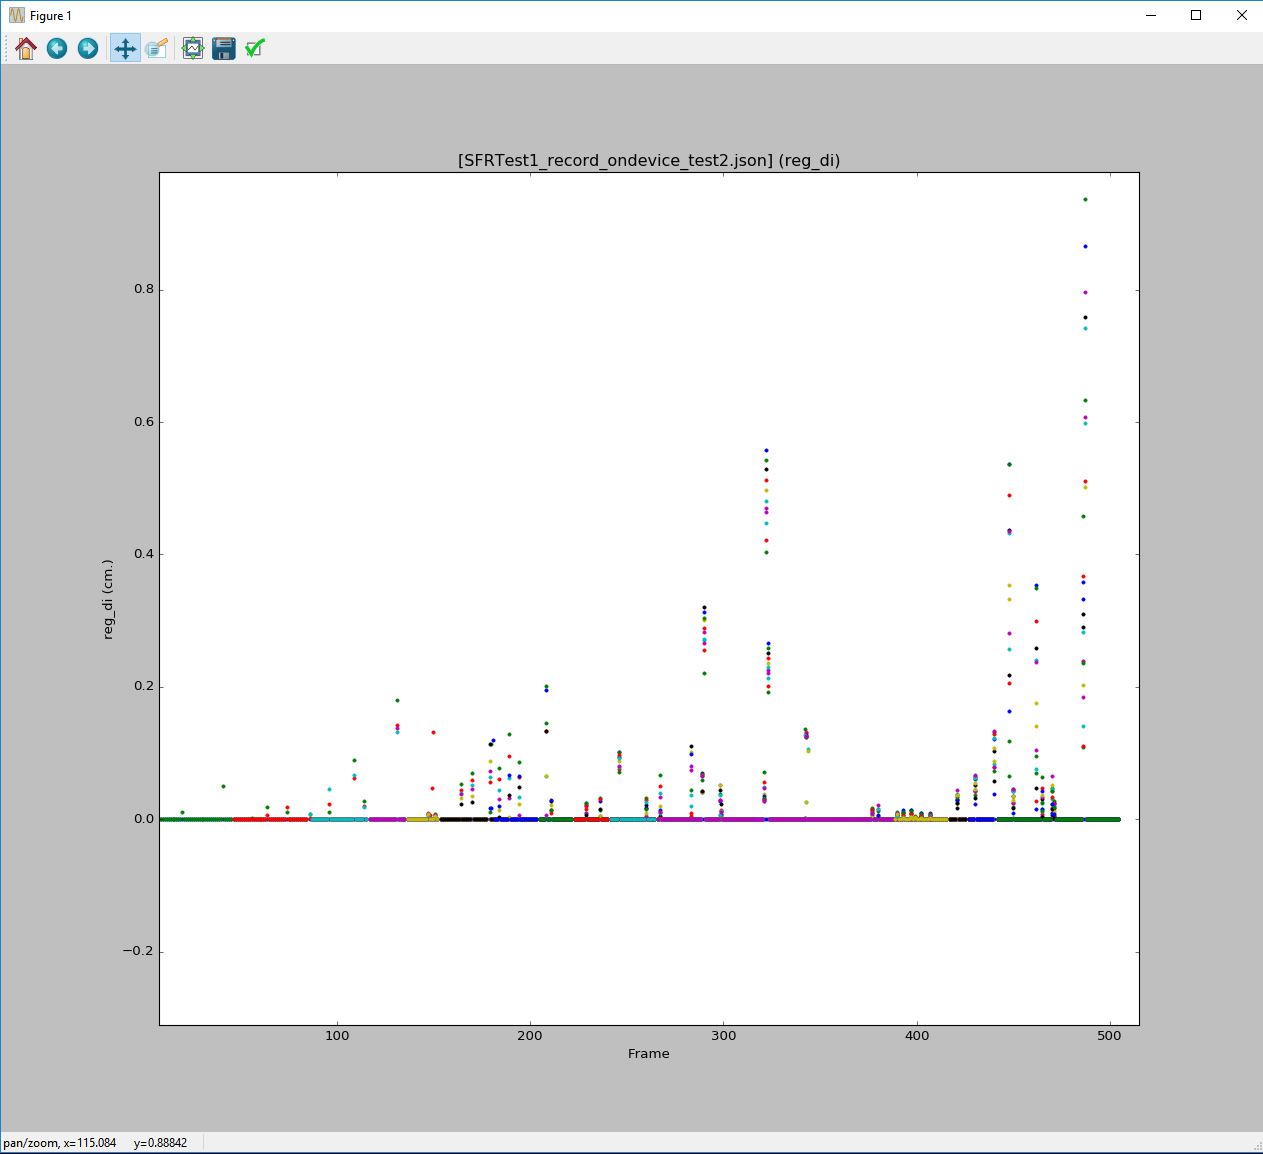 Figure 1
[SFRTest1_record_ondevice_test2.json] (reg_di)
0.8
0.6
0.4
0.2
0.0
−0.2
reg_di (cm.)
100 200 300 400 500
Frame
pan/zoom, x=115.084 y=0.88842